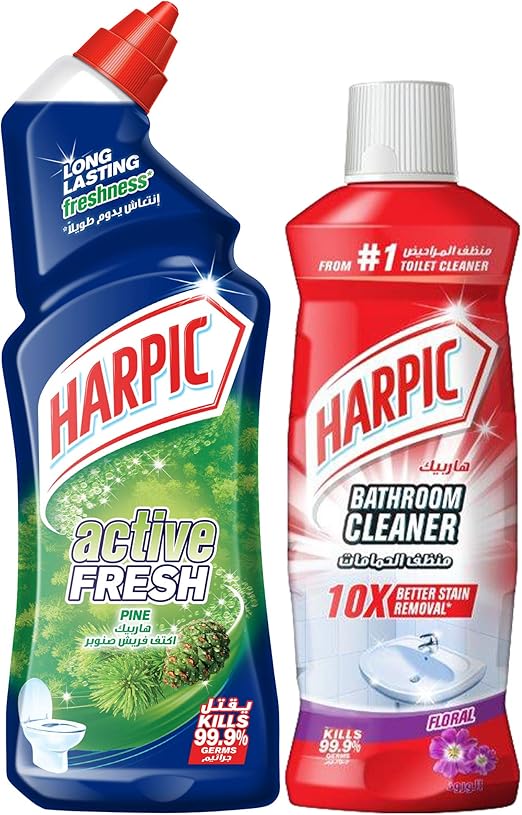 LONG
LASTING
freshness*
إنتعاش يدوم طويلاً*
HARPIC
active
FRESH
PINE
هاربيك
اكتف فريش صنوبر
يقتل
KILLS
99.9%
GERMS
جراثيم
FROM #1 منظف المراحيض
TOILET CLEANER
HARPIC
هاربيك
BATHROOM
CLEANER
منظف الحمامات
10X BETTER STAIN
REMOVAL*
FLORAL
KILLS
99.9%
الورود